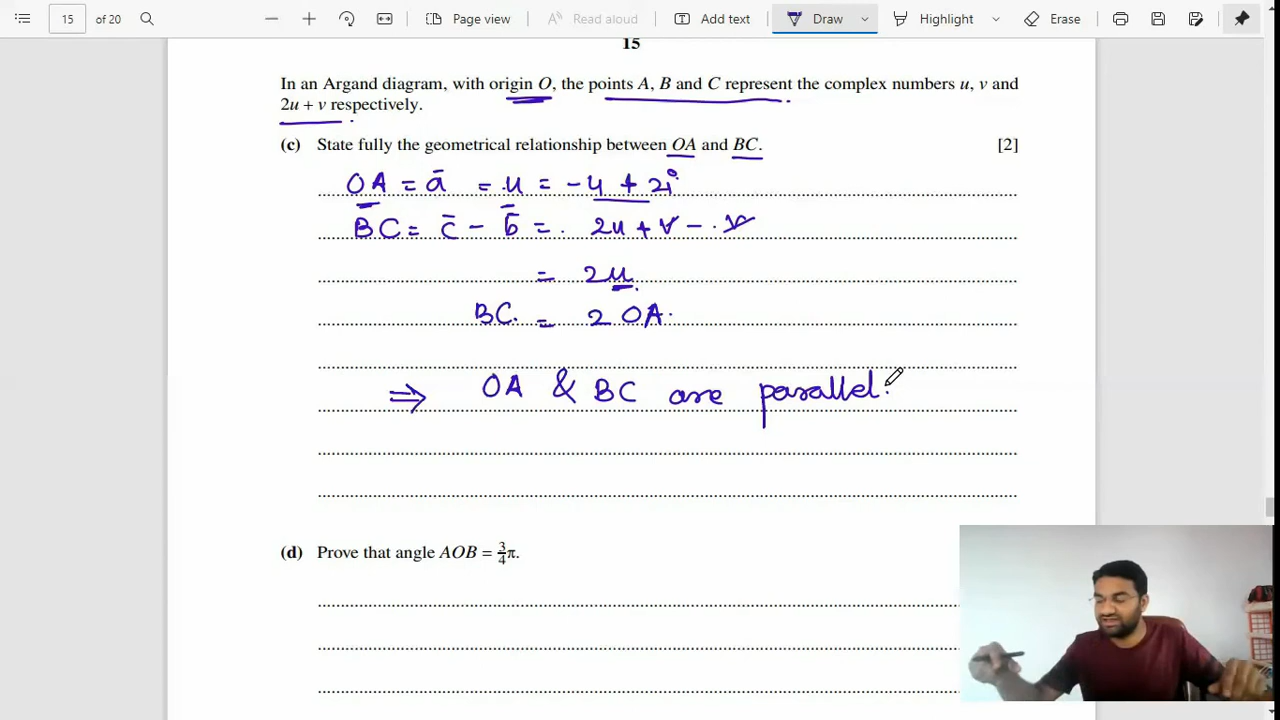 15 of 20 Page view Read aloud Add text Draw Highlight Erase
15
In an Argand diagram, with origin O, the points A, B and C represent the complex numbers u, v and
2u + v respectively.
(c) State fully the geometrical relationship between OA and BC. [2]
OA = ā = u = -4 + 2i
BC = c̄ - b̄ = 2u + v - v
= 2u
BC = 2 OA.
⇒ OA & BC are parallel.
(d) Prove that angle AOB = 3/4 π.